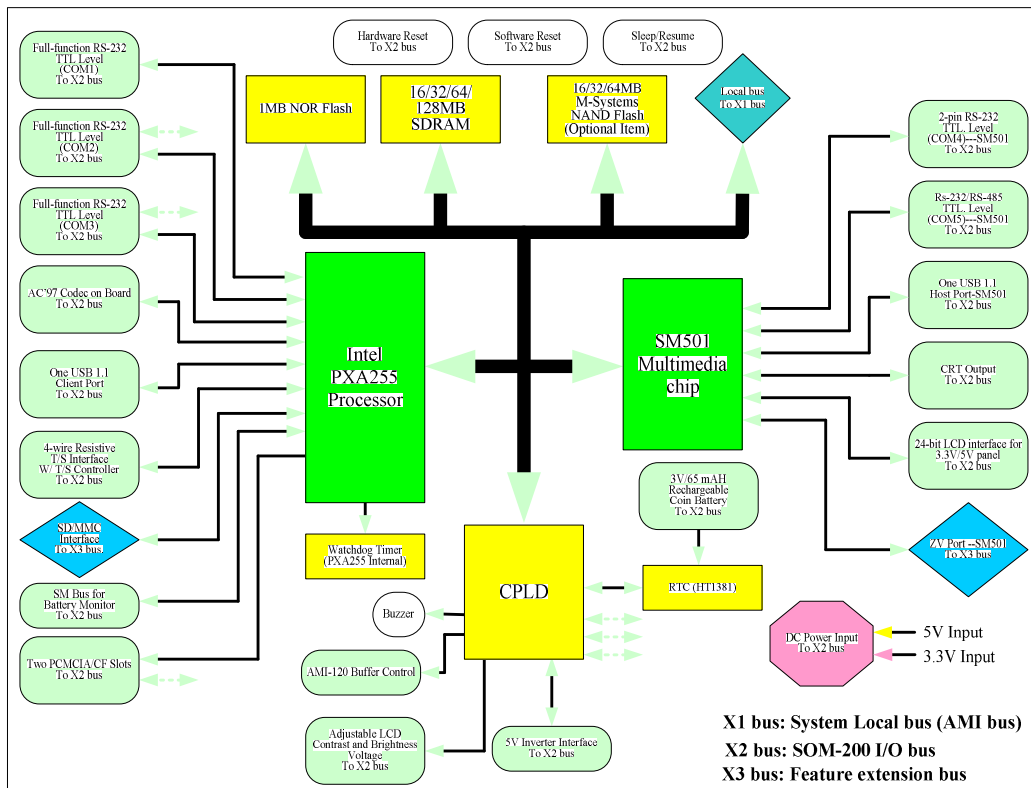 Hardware Reset
To X2 bus
Software Reset
To X2 bus
Sleep/Resume
To X2 bus
Full-function RS-232
TTL Level
(COM1)
To X2 bus
1MB NOR Flash
16/32/64/
128MB
SDRAM
16/32/64MB
M-Systems
NAND Flash
(Optional Item)
Local bus
To X1 bus
Full-function RS-232
TTL Level
(COM2)
To X2 bus
2-pin RS-232
TTL. Level
(COM4)---SM501
To X2 bus
Full-function RS-232
TTL Level
(COM3)
To X2 bus
Rs-232/RS-485
TTL. Level
(COM5)---SM501
To X2 bus
AC'97 Codec on Board
To X2 bus
One USB 1.1
Host Port-SM501
To X2 bus
Intel
PXA255
Processor
SM501
Multimedia
chip
One USB 1.1
Client Port
To X2 bus
CRT Output
To X2 bus
4-wire Resistive
T/S Interface
W/ T/S Controller
To X2 bus
24-bit LCD interface for
3.3V/5V panel
To X2 bus
3V/65 mAH
Rechargeable
Coin Battery
To X2 bus
SD/MMC
Interface
To X3 bus
Watchdog Timer
(PXA255 Internal)
ZV Port --SM501
To X3 bus
CPLD
RTC (HT1381)
SM Bus for
Battery Monitor
To X2 bus
Buzzer
DC Power Input
To X2 bus
5V Input
3.3V Input
Two PCMCIA/CF Slots
To X2 bus
AMI-120 Buffer Control
Adjustable LCD
Contrast and Brightness
Voltage
To X2 bus
5V Inverter Interface
To X2 bus
X1 bus: System Local bus (AMI bus)
X2 bus: SOM-200 I/O bus
X3 bus: Feature extension bus